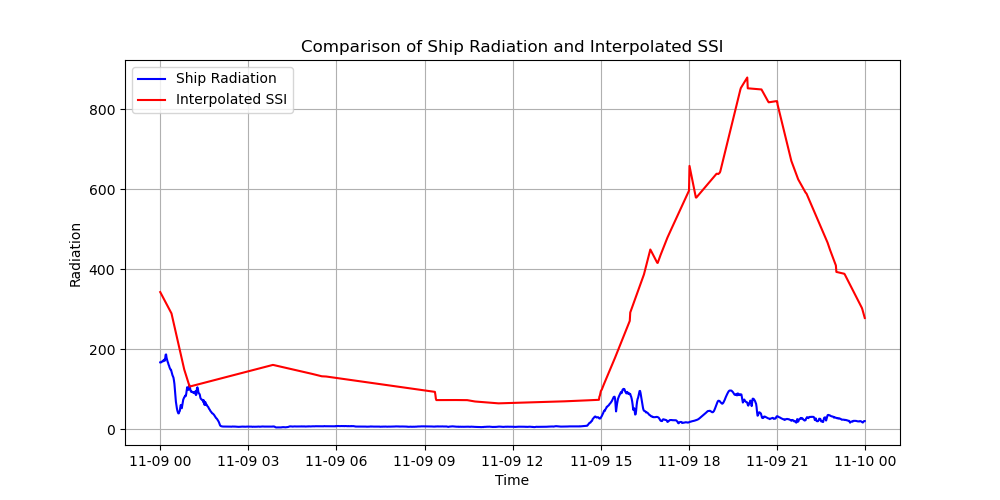 Comparison of Ship Radiation and Interpolated SSI
Ship Radiation
Interpolated SSI
Radiation
800
600
400
200
0
11-09 00 11-09 03 11-09 06 11-09 09 11-09 12 11-09 15 11-09 18 11-09 21 11-10 00
Time